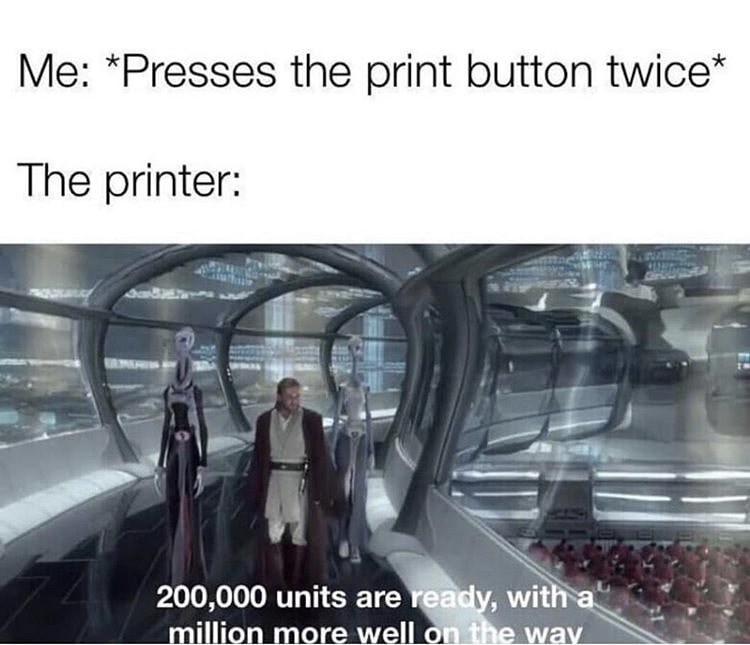 Me: *Presses the print button twice*
The printer:
200,000 units are ready, with a
million more well on the way